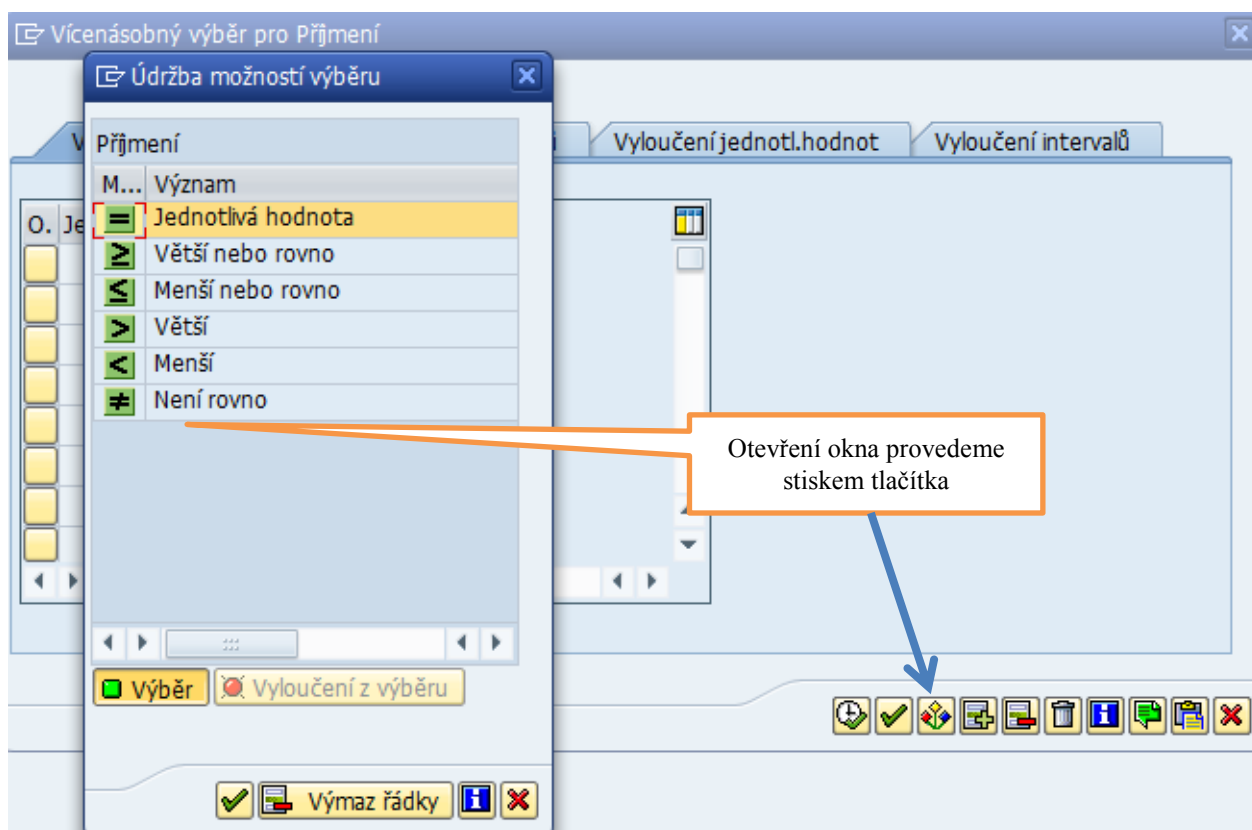 Vícenásobný výběr pro Příjmení
Údržba možností výběru
Vyloučení jednotl.hodnot
Vyloučení intervalů
Příjmení
M... Význam
O. Je
Jednotlivá hodnota
Větší nebo rovno
Menší nebo rovno
Větší
Menší
Není rovno
Otevření okna provedeme
stiskem tlačítka
Výběr
Vyloučení z výběru
Výmaz řádky